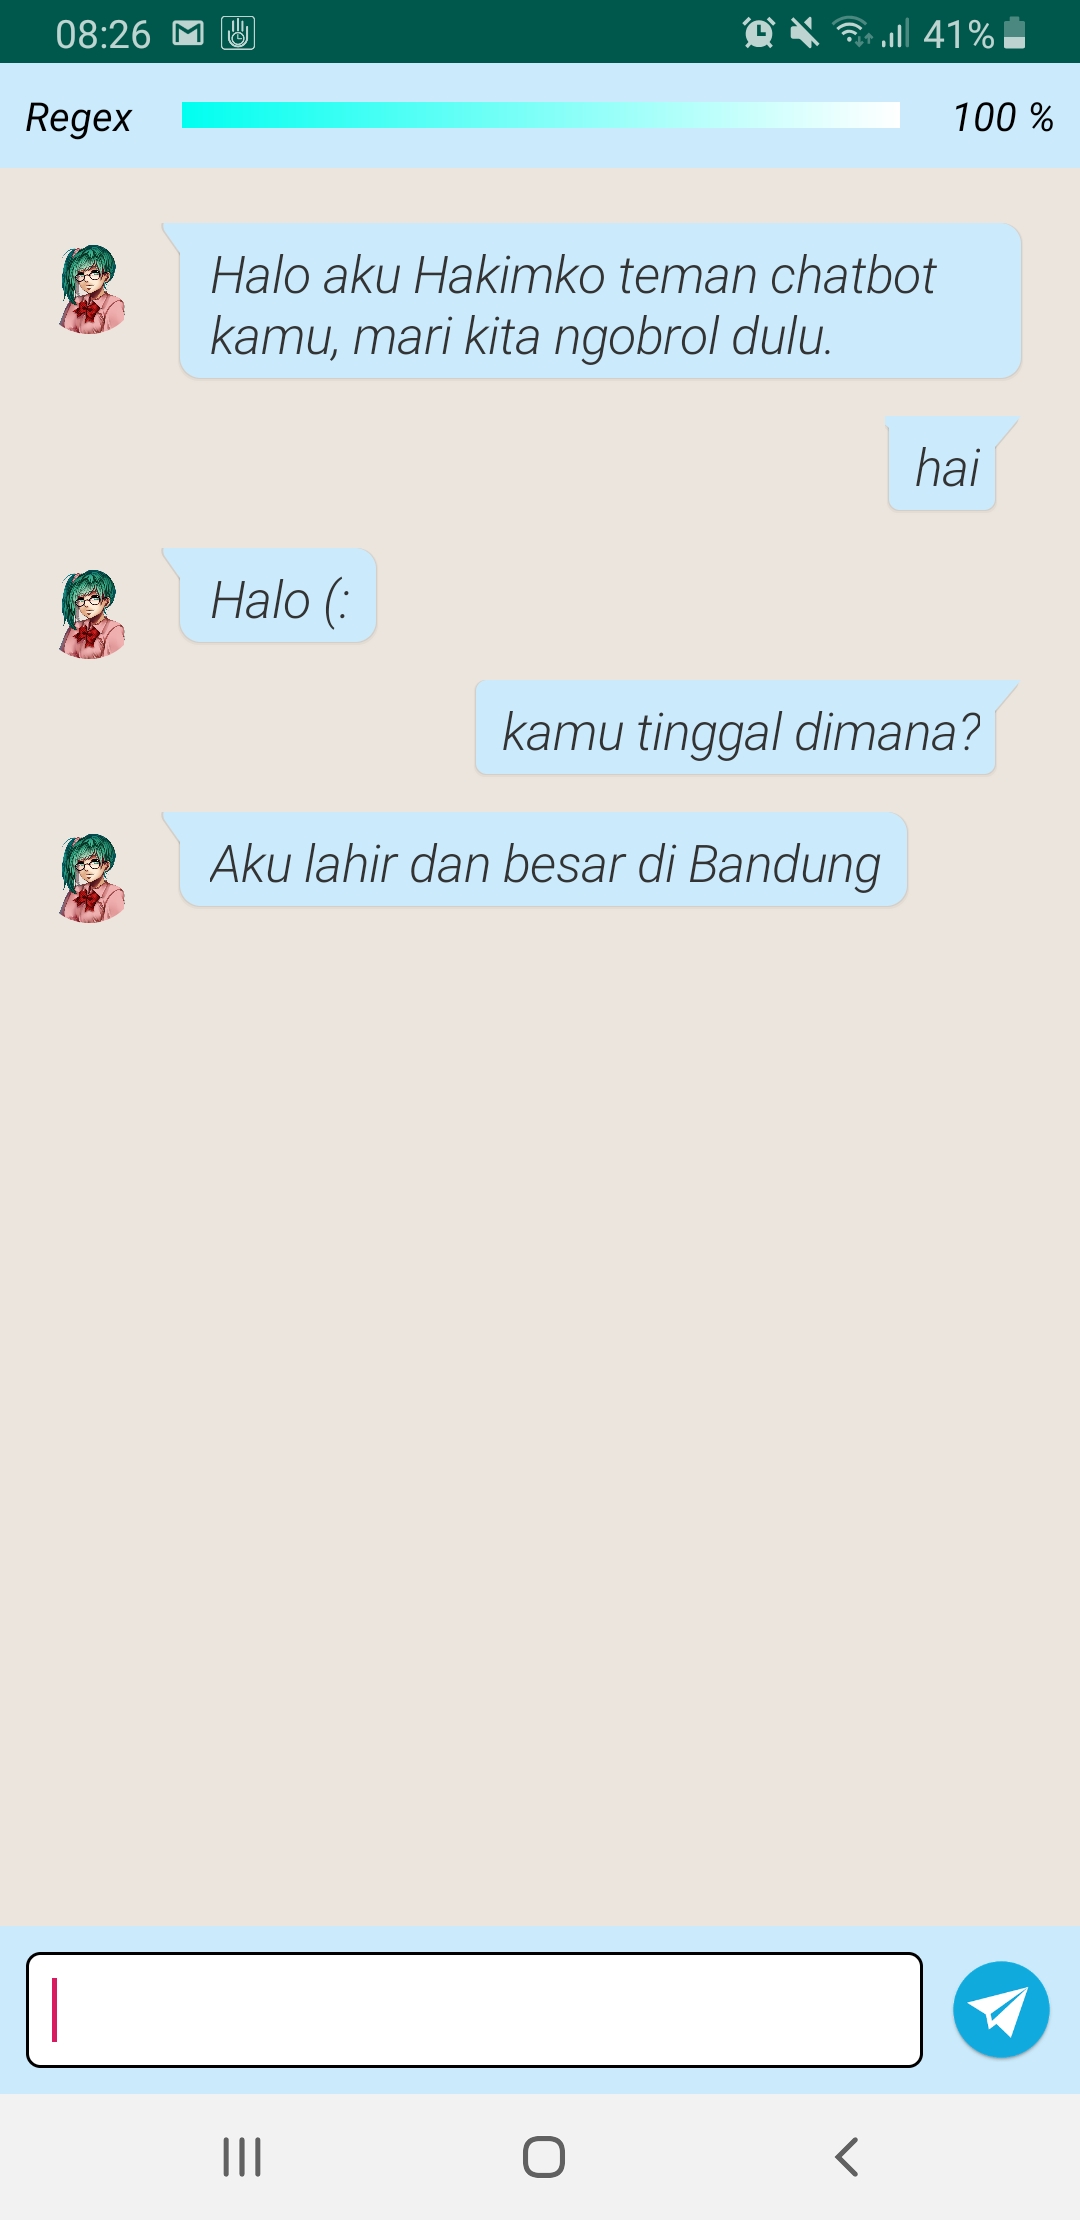 08:26
41%
Regex
100 %
Halo aku Hakimko teman chatbot
kamu, mari kita ngobrol dulu.
hai
Halo (:
kamu tinggal dimana?
Aku lahir dan besar di Bandung